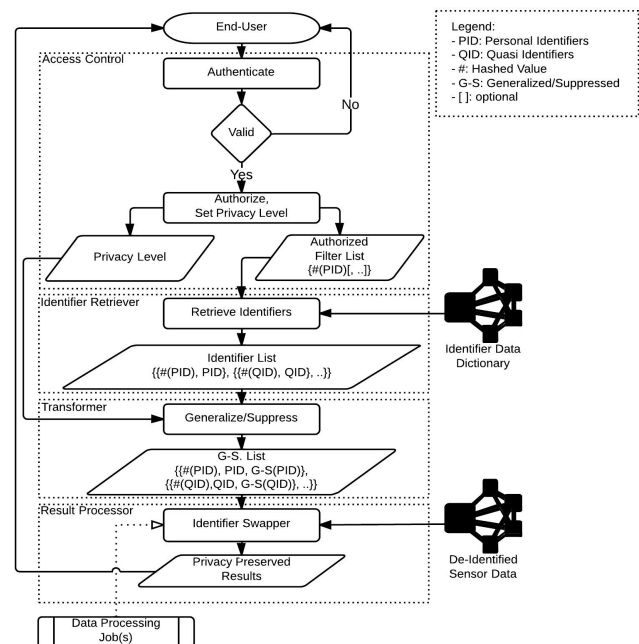 End-User
Legend:
- PID: Personal Identifiers
- QID: Quasi Identifiers
- #: Hashed Value
- G-S: Generalized/Suppressed
- [ ]: optional
Access Control
Authenticate
No
Valid
Yes
Authorize,
Set Privacy Level
Privacy Level
Authorized
Filter List
{#(PID)[, ..]}
Identifier Retriever
Retrieve Identifiers
Identifier Data
Dictionary
Identifier List
{{#(PID), PID}, {{#(QID), QID}, ..}}
Transformer
Generalize/Suppress
G-S. List
{{#(PID), PID, G-S(PID)},
{{#(QID),QID, G-S(QID)}, ..}}
Result Processor
Identifier Swapper
De-Identified
Sensor Data
Privacy Preserved
Results
Data Processing
Job(s)